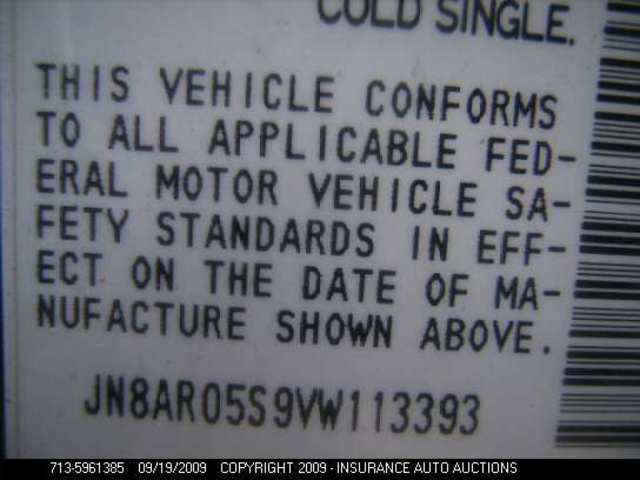 COLD SINGLE.
THIS VEHICLE CONFORMS
TO ALL APPLICABLE FED-
ERAL MOTOR VEHICLE SA-
FETY STANDARDS IN EFF-
ECT ON THE DATE OF MA-
NUFACTURE SHOWN ABOVE.
JN8AR05S9VW113393
713-5961385 09/19/2009 COPYRIGHT 2009 - INSURANCE AUTO AUCTIONS